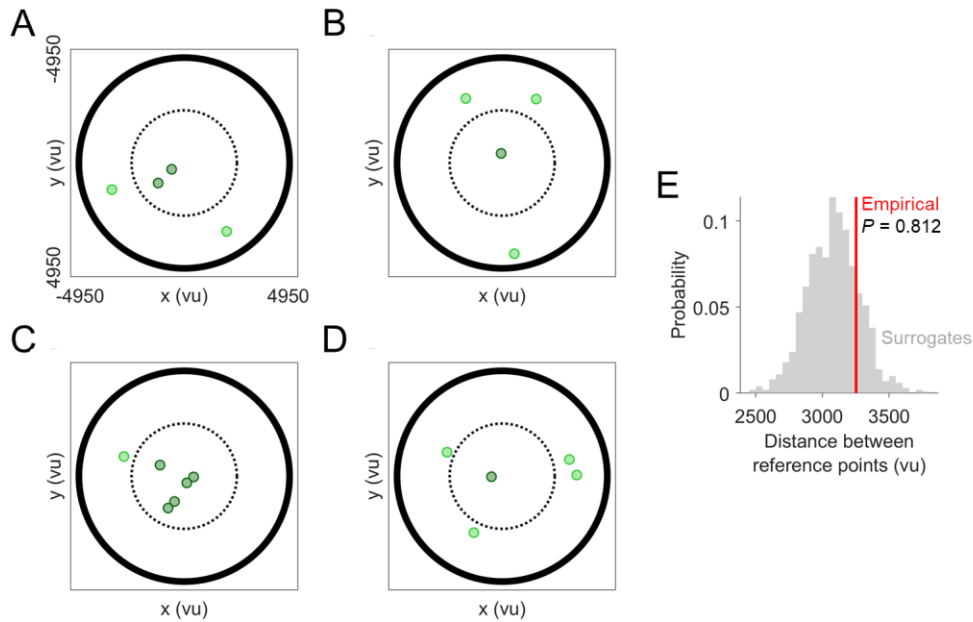 A
-4950
y (vu)
4950
-4950
x (vu)
4950
B
y (vu)
x (vu)
C
y (vu)
x (vu)
D
y (vu)
x (vu)
E
Empirical
P = 0.812
Surrogates
Probability
0.1
0.05
0
2500
3000
3500
Distance between
reference points (vu)